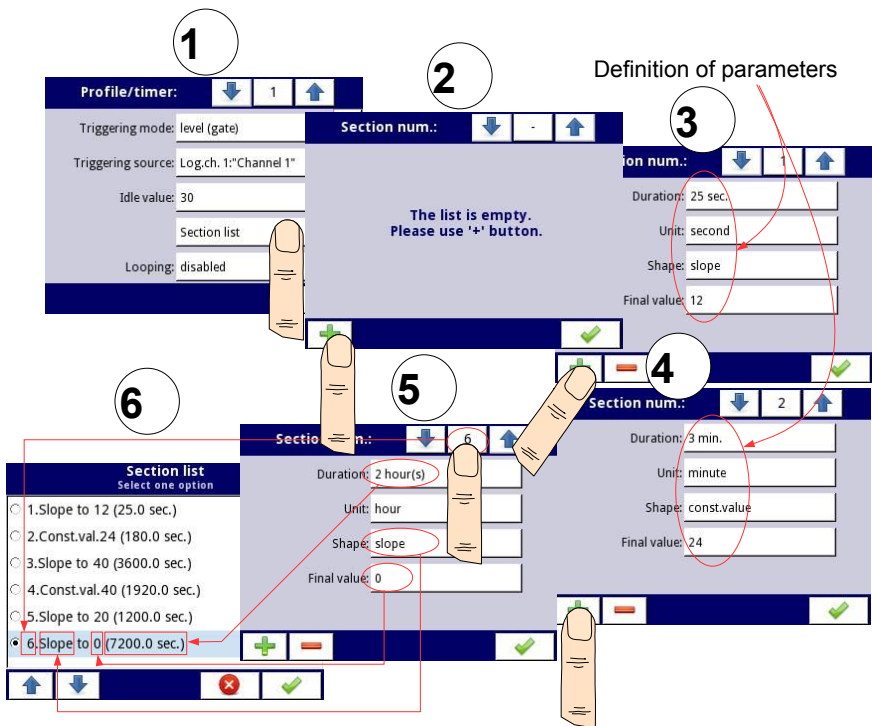 1
Profile/timer: 1
Triggering mode: level (gate)
Triggering source: Log.ch. 1:"Channel 1"
Idle value: 30
Section list
Looping: disabled
2
Section num.: -
The list is empty.
Please use '+' button.
Definition of parameters
3
ion num.: 1
Duration: 25 sec.
Unit: second
Shape: slope
Final value: 12
4
Section num.: 2
Duration: 3 min.
Unit: minute
Shape: const.value
Final value: 24
5
Section num.: 6
Duration: 2 hour(s)
Unit: hour
Shape: slope
Final value: 0
6
Section list
Select one option
1.Slope to 12 (25.0 sec.)
2.Const.val.24 (180.0 sec.)
3.Slope to 40 (3600.0 sec.)
4.Const.val.40 (1920.0 sec.)
5.Slope to 20 (1200.0 sec.)
6.Slope to 0 (7200.0 sec.)